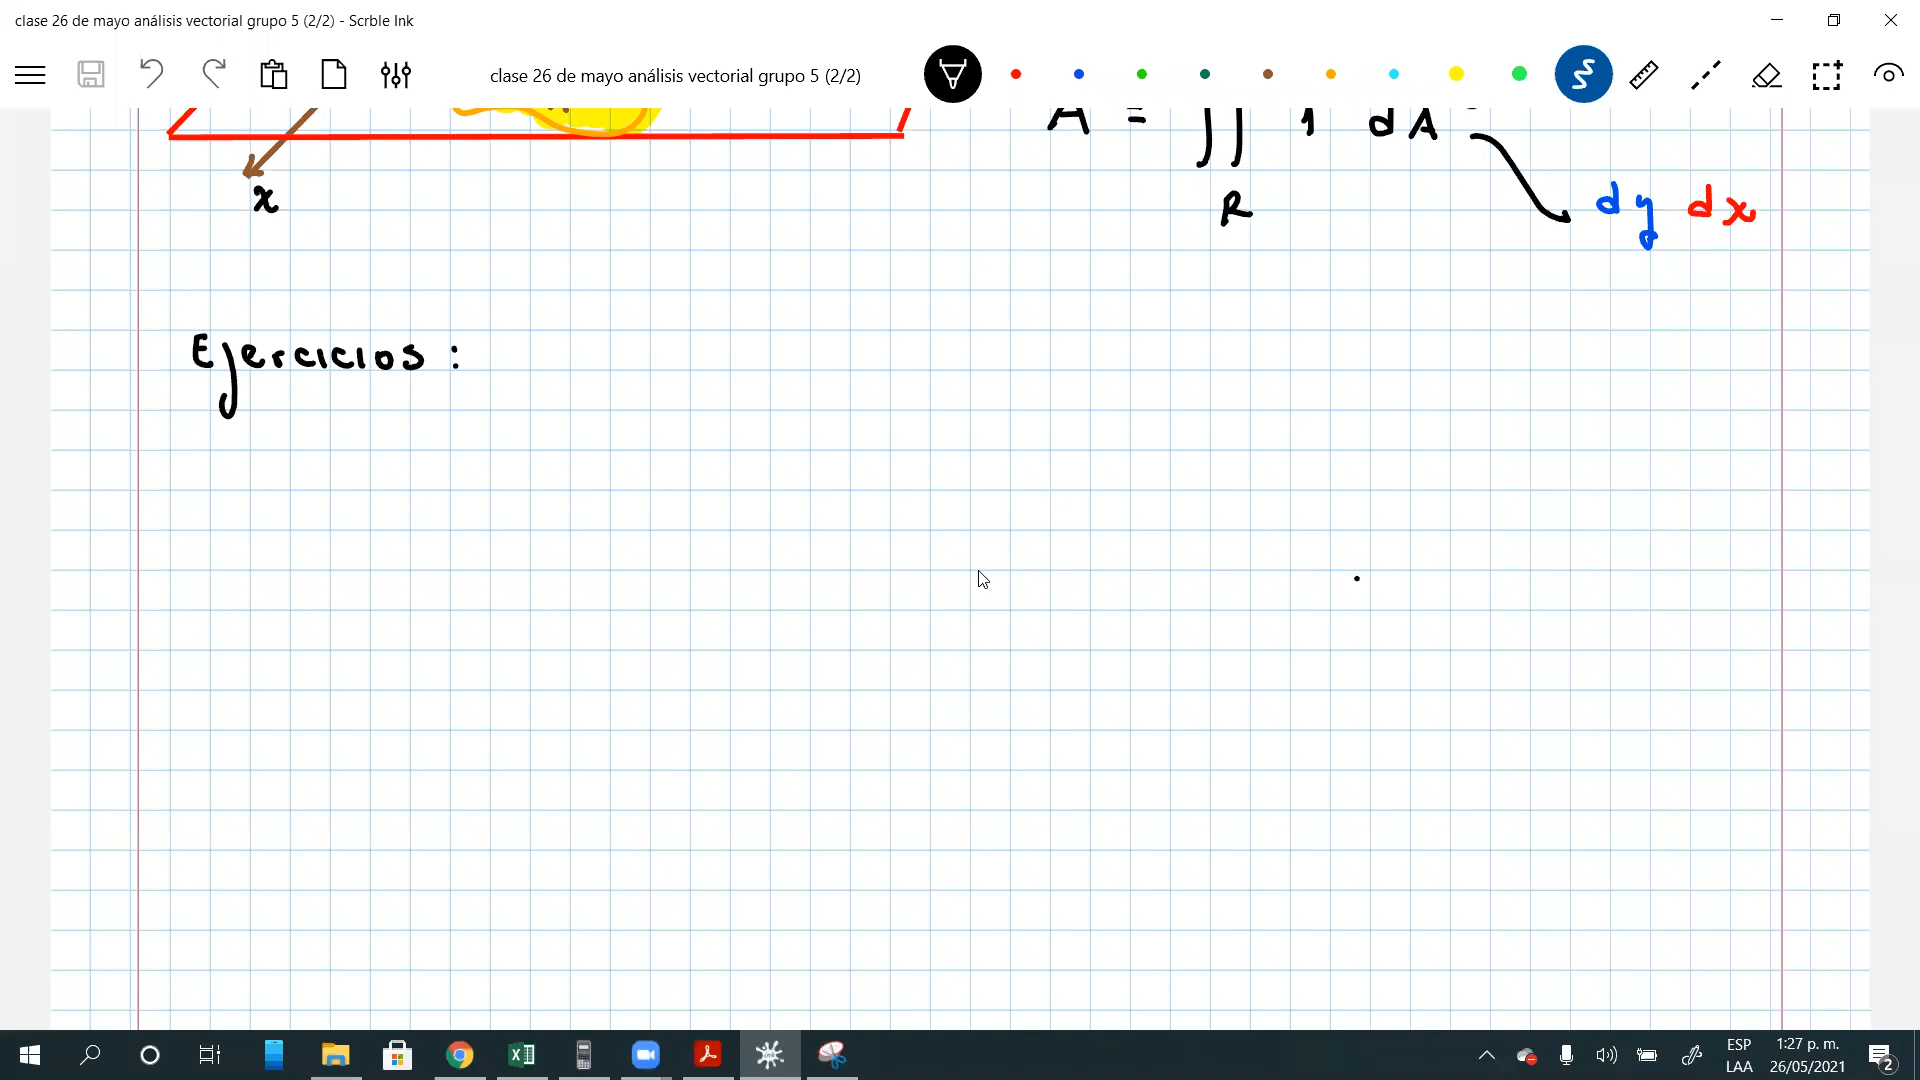 clase 26 de mayo análisis vectorial grupo 5 (2/2) - Scrble Ink
clase 26 de mayo análisis vectorial grupo 5 (2/2)
A = ∬ 1 dA
R
dy dx
x
Ejercicios :
ESP
LAA
1:27 p. m.
26/05/2021
2